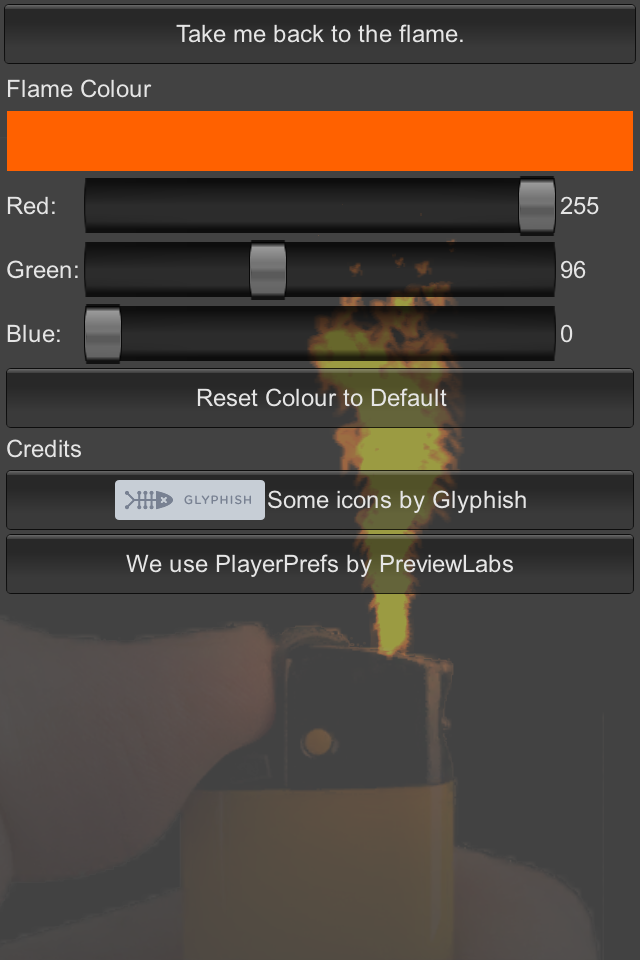 Take me back to the flame.
Flame Colour
Red: 255
Green: 96
Blue: 0
Reset Colour to Default
Credits
GLYPHISH Some icons by Glyphish
We use PlayerPrefs by PreviewLabs